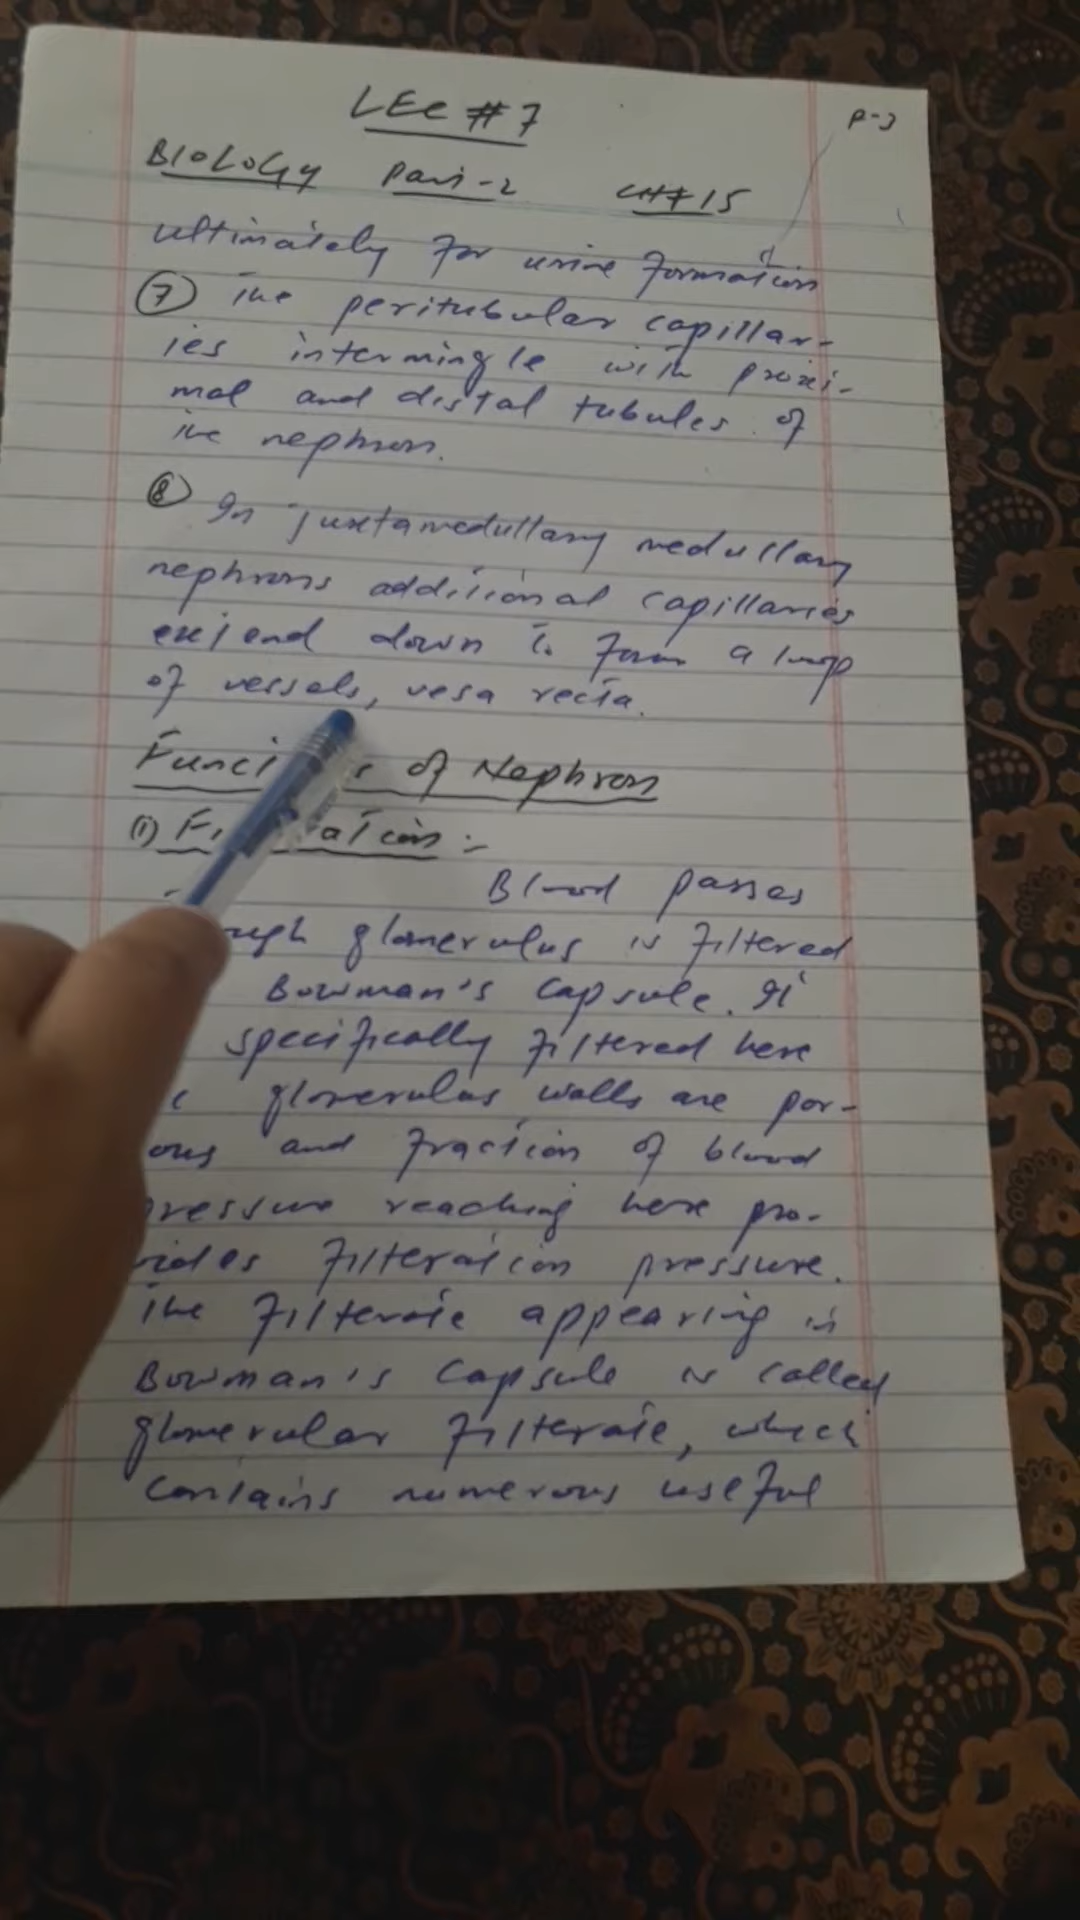 LEC #7
P-3
BIOLOGY Part-2 CH#15
ultimately for urine formation
(7) The peritubular capillar-
ies intermingle with proxi-
mal and distal tubules of
the nephron.
(8) In juxtamedullary medullary
nephrons additional capillaries
extend down to form a loop
of vessels, vesa recta.
of Nephron
(1)
Blood passes
glomerulus is filtered
Bowman's capsule. It
specifically filtered here
glomerulus walls are por-
ous and fraction of blood
pressure reaching here pro-
vides filteration pressure.
The filterate appearing in
Bowman's capsule is called
glomerular filterate, which
contains numerous useful